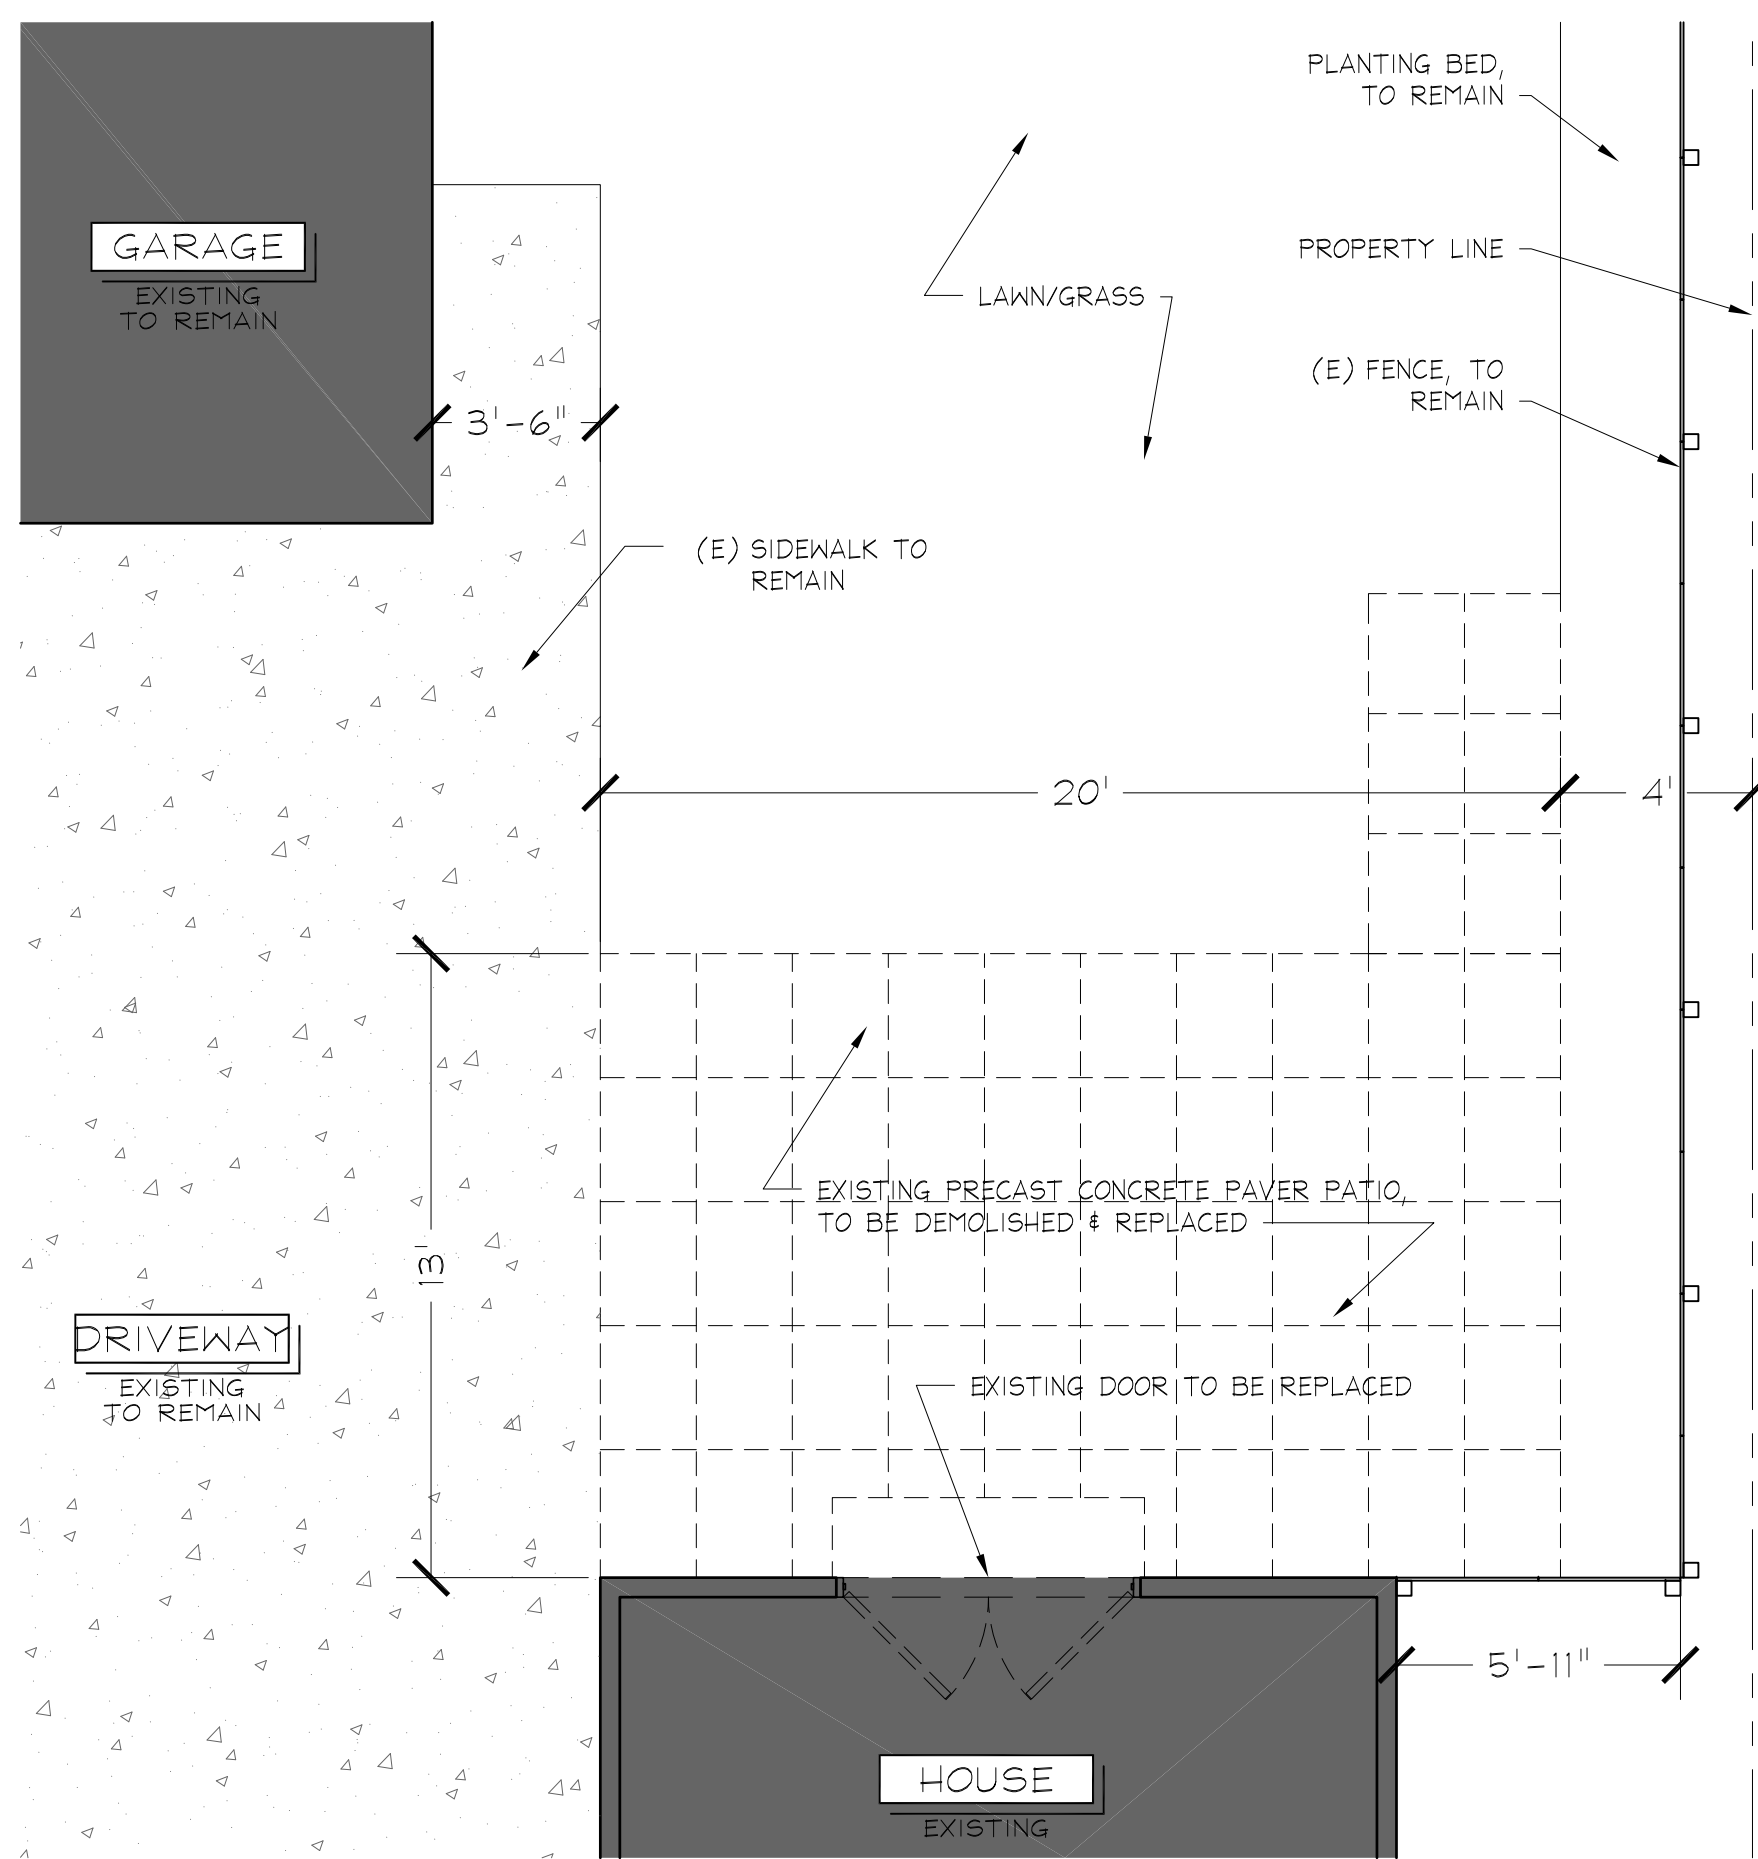 PLANTING BED,
TO REMAIN
GARAGE
EXISTING
TO REMAIN
PROPERTY LINE
LAWN/GRASS
(E) FENCE, TO
REMAIN
3'-6"
(E) SIDEWALK TO
REMAIN
20'
4'
EXISTING PRECAST CONCRETE PAVER PATIO,
TO BE DEMOLISHED & REPLACED
13'
DRIVEWAY
EXISTING
TO REMAIN
EXISTING DOOR TO BE REPLACED
5'-11"
HOUSE
EXISTING